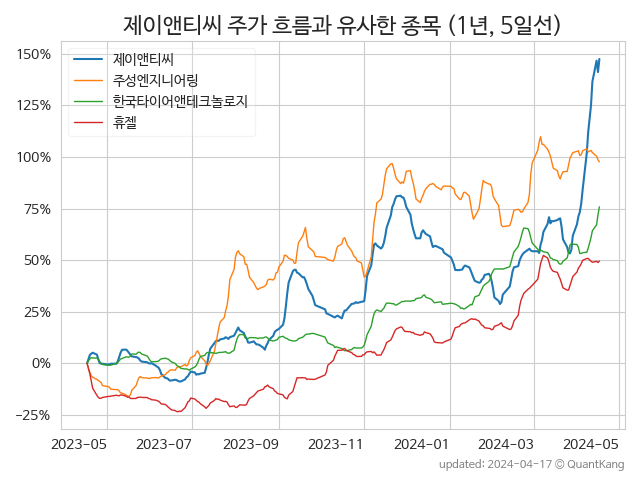 제이앤티씨 주가 흐름과 유사한 종목 (1년, 5일선)
제이앤티씨
주성엔지니어링
한국타이어앤테크놀로지
휴젤
150%
125%
100%
75%
50%
25%
0%
−25%
2023-05 2023-07 2023-09 2023-11 2024-01 2024-03 2024-05
updated: 2024-04-17 © QuantKang